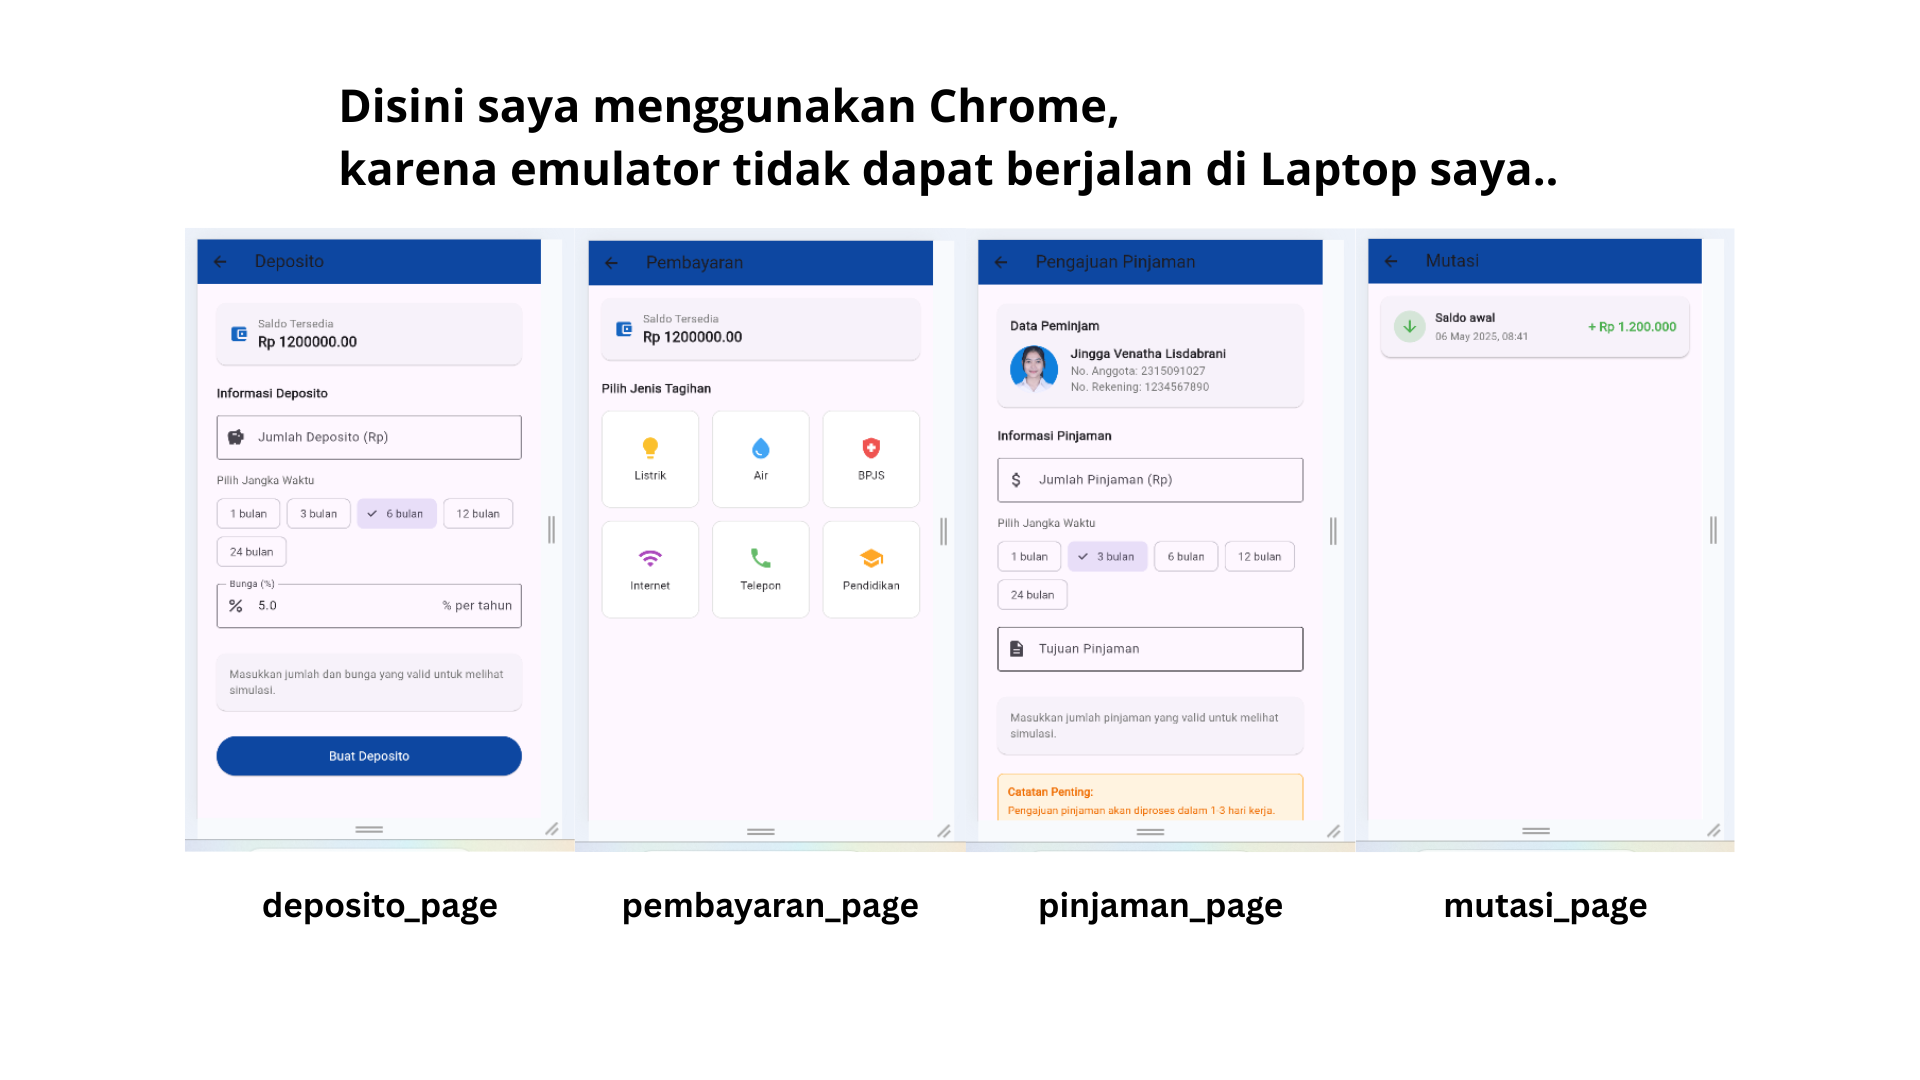 Disini saya menggunakan Chrome,
karena emulator tidak dapat berjalan di Laptop saya..
Deposito
Saldo Tersedia
Rp 1200000.00
Informasi Deposito
Jumlah Deposito (Rp)
Pilih Jangka Waktu
1 bulan 3 bulan 6 bulan 12 bulan
24 bulan
Bunga (%)
5.0 % per tahun
Masukkan jumlah dan bunga yang valid untuk melihat
simulasi.
Buat Deposito
deposito_page
Pembayaran
Saldo Tersedia
Rp 1200000.00
Pilih Jenis Tagihan
Listrik Air BPJS
Internet Telepon Pendidikan
pembayaran_page
Pengajuan Pinjaman
Data Peminjam
Jingga Venatha Lisdabrani
No. Anggota: 2315091027
No. Rekening: 1234567890
Informasi Pinjaman
Jumlah Pinjaman (Rp)
Pilih Jangka Waktu
1 bulan 3 bulan 6 bulan 12 bulan
24 bulan
Tujuan Pinjaman
Masukkan jumlah pinjaman yang valid untuk melihat
simulasi.
Catatan Penting:
Pengajuan pinjaman akan diproses dalam 1-3 hari kerja.
pinjaman_page
Mutasi
Saldo awal
06 May 2025, 08:41
+ Rp 1.200.000
mutasi_page